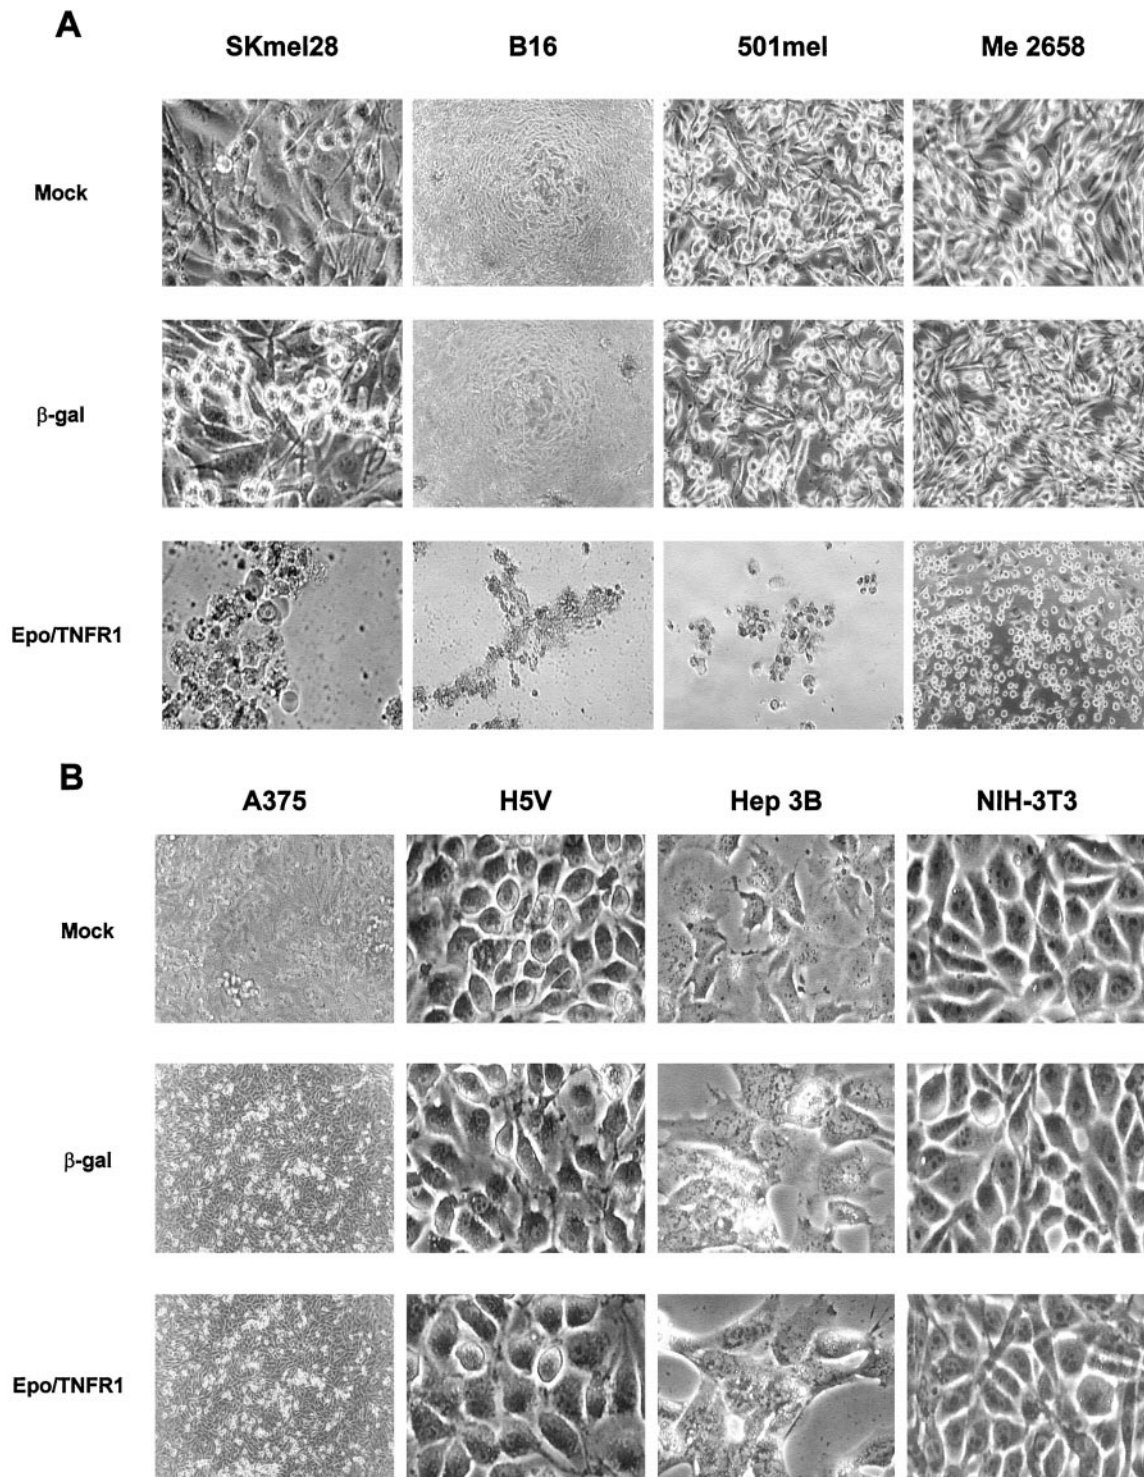 A
SKmel28 B16 501mel Me 2658
Mock
β-gal
Epo/TNFR1
B
A375 H5V Hep 3B NIH-3T3
Mock
β-gal
Epo/TNFR1